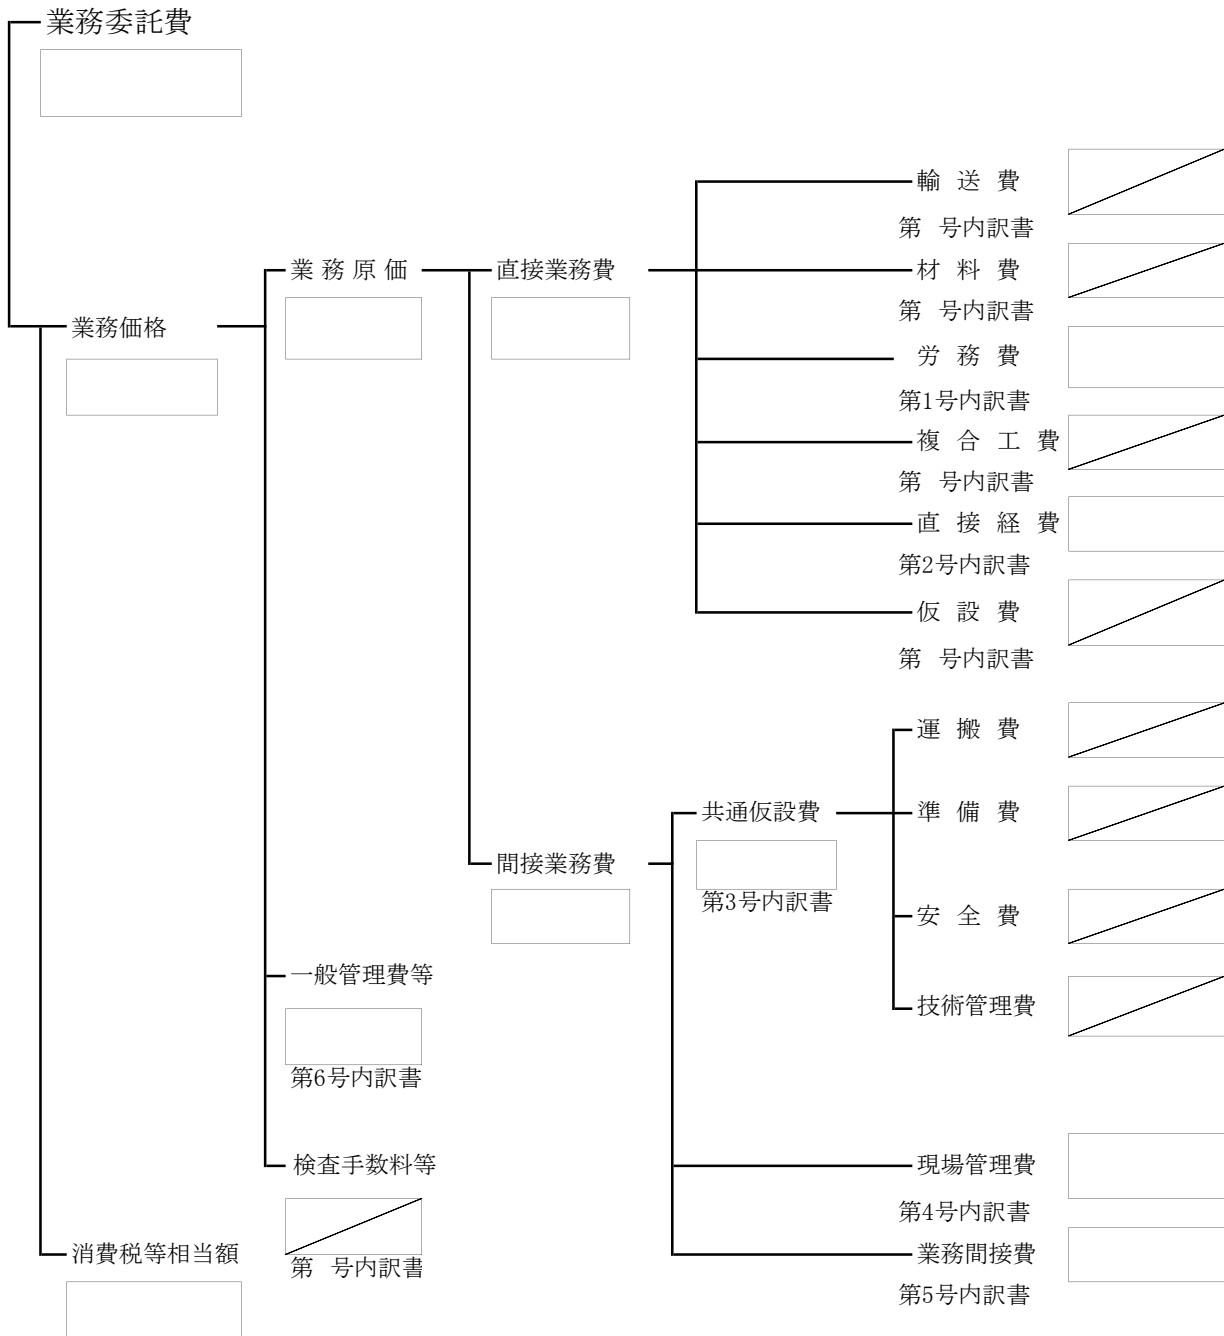 業務委託費
輸 送 費
第 号内訳書
業 務 原 価
直接業務費
材 料 費
第 号内訳書
業務価格
労 務 費
第1号内訳書
複 合 工 費
第 号内訳書
直 接 経 費
第2号内訳書
仮 設 費
第 号内訳書
運 搬 費
共通仮設費
準 備 費
間接業務費
第3号内訳書
安 全 費
一般管理費等
技術管理費
第6号内訳書
検査手数料等
現場管理費
第4号内訳書
消費税等相当額
第 号内訳書
業務間接費
第5号内訳書